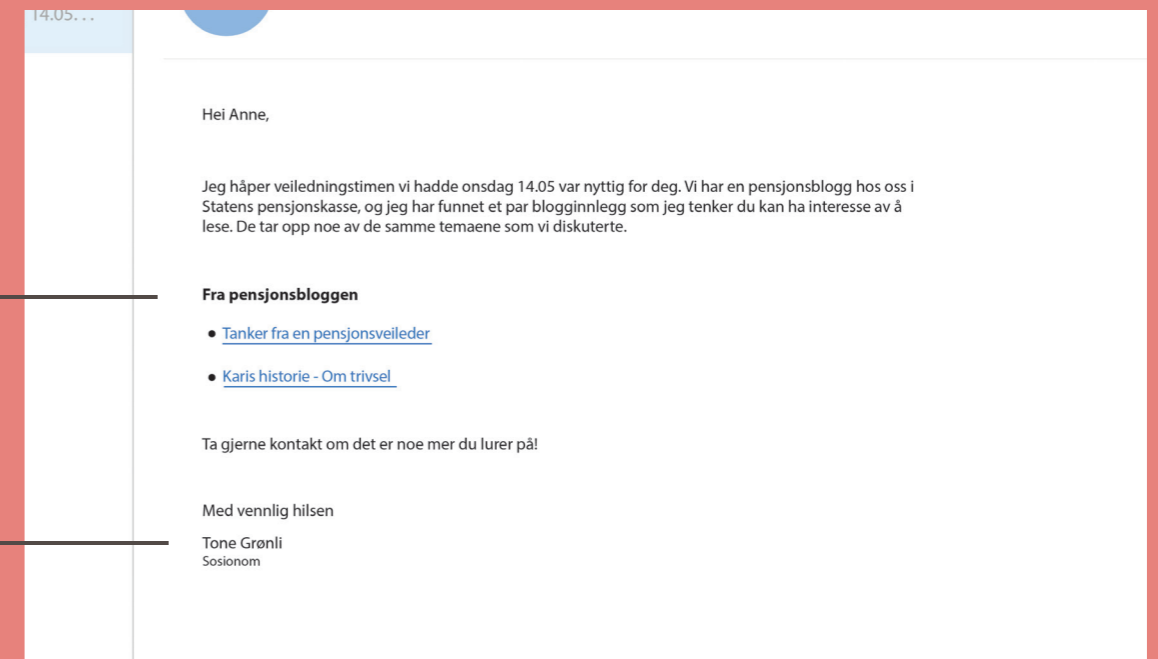 14.05. . .
Hei Anne,
Jeg håper veiledningstimen vi hadde onsdag 14.05 var nyttig for deg. Vi har en pensjonsblogg hos oss i
Statens pensjonskasse, og jeg har funnet et par blogginnlegg som jeg tenker du kan ha interesse av å
lese. De tar opp noe av de samme temaene som vi diskuterte.
Fra pensjonsbloggen
● Tanker fra en pensjonsveileder
● Karis historie - Om trivsel
Ta gjerne kontakt om det er noe mer du lurer på!
Med vennlig hilsen
Tone Grønli
Sosionom